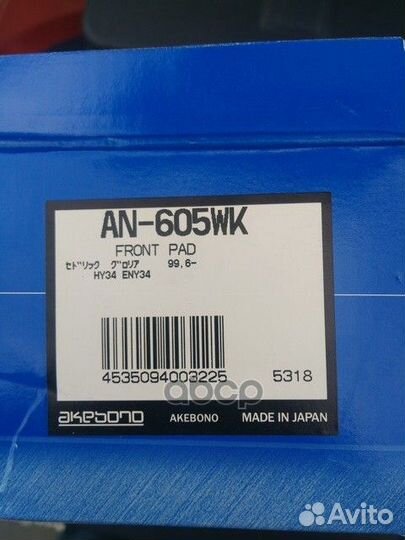 AN-605WK
FRONT PAD
セドリック グロリア 99,6-
HY34 ENY34
4535094003225 5318
docp
akebono AKEBONO MADE IN JAPAN
Avito